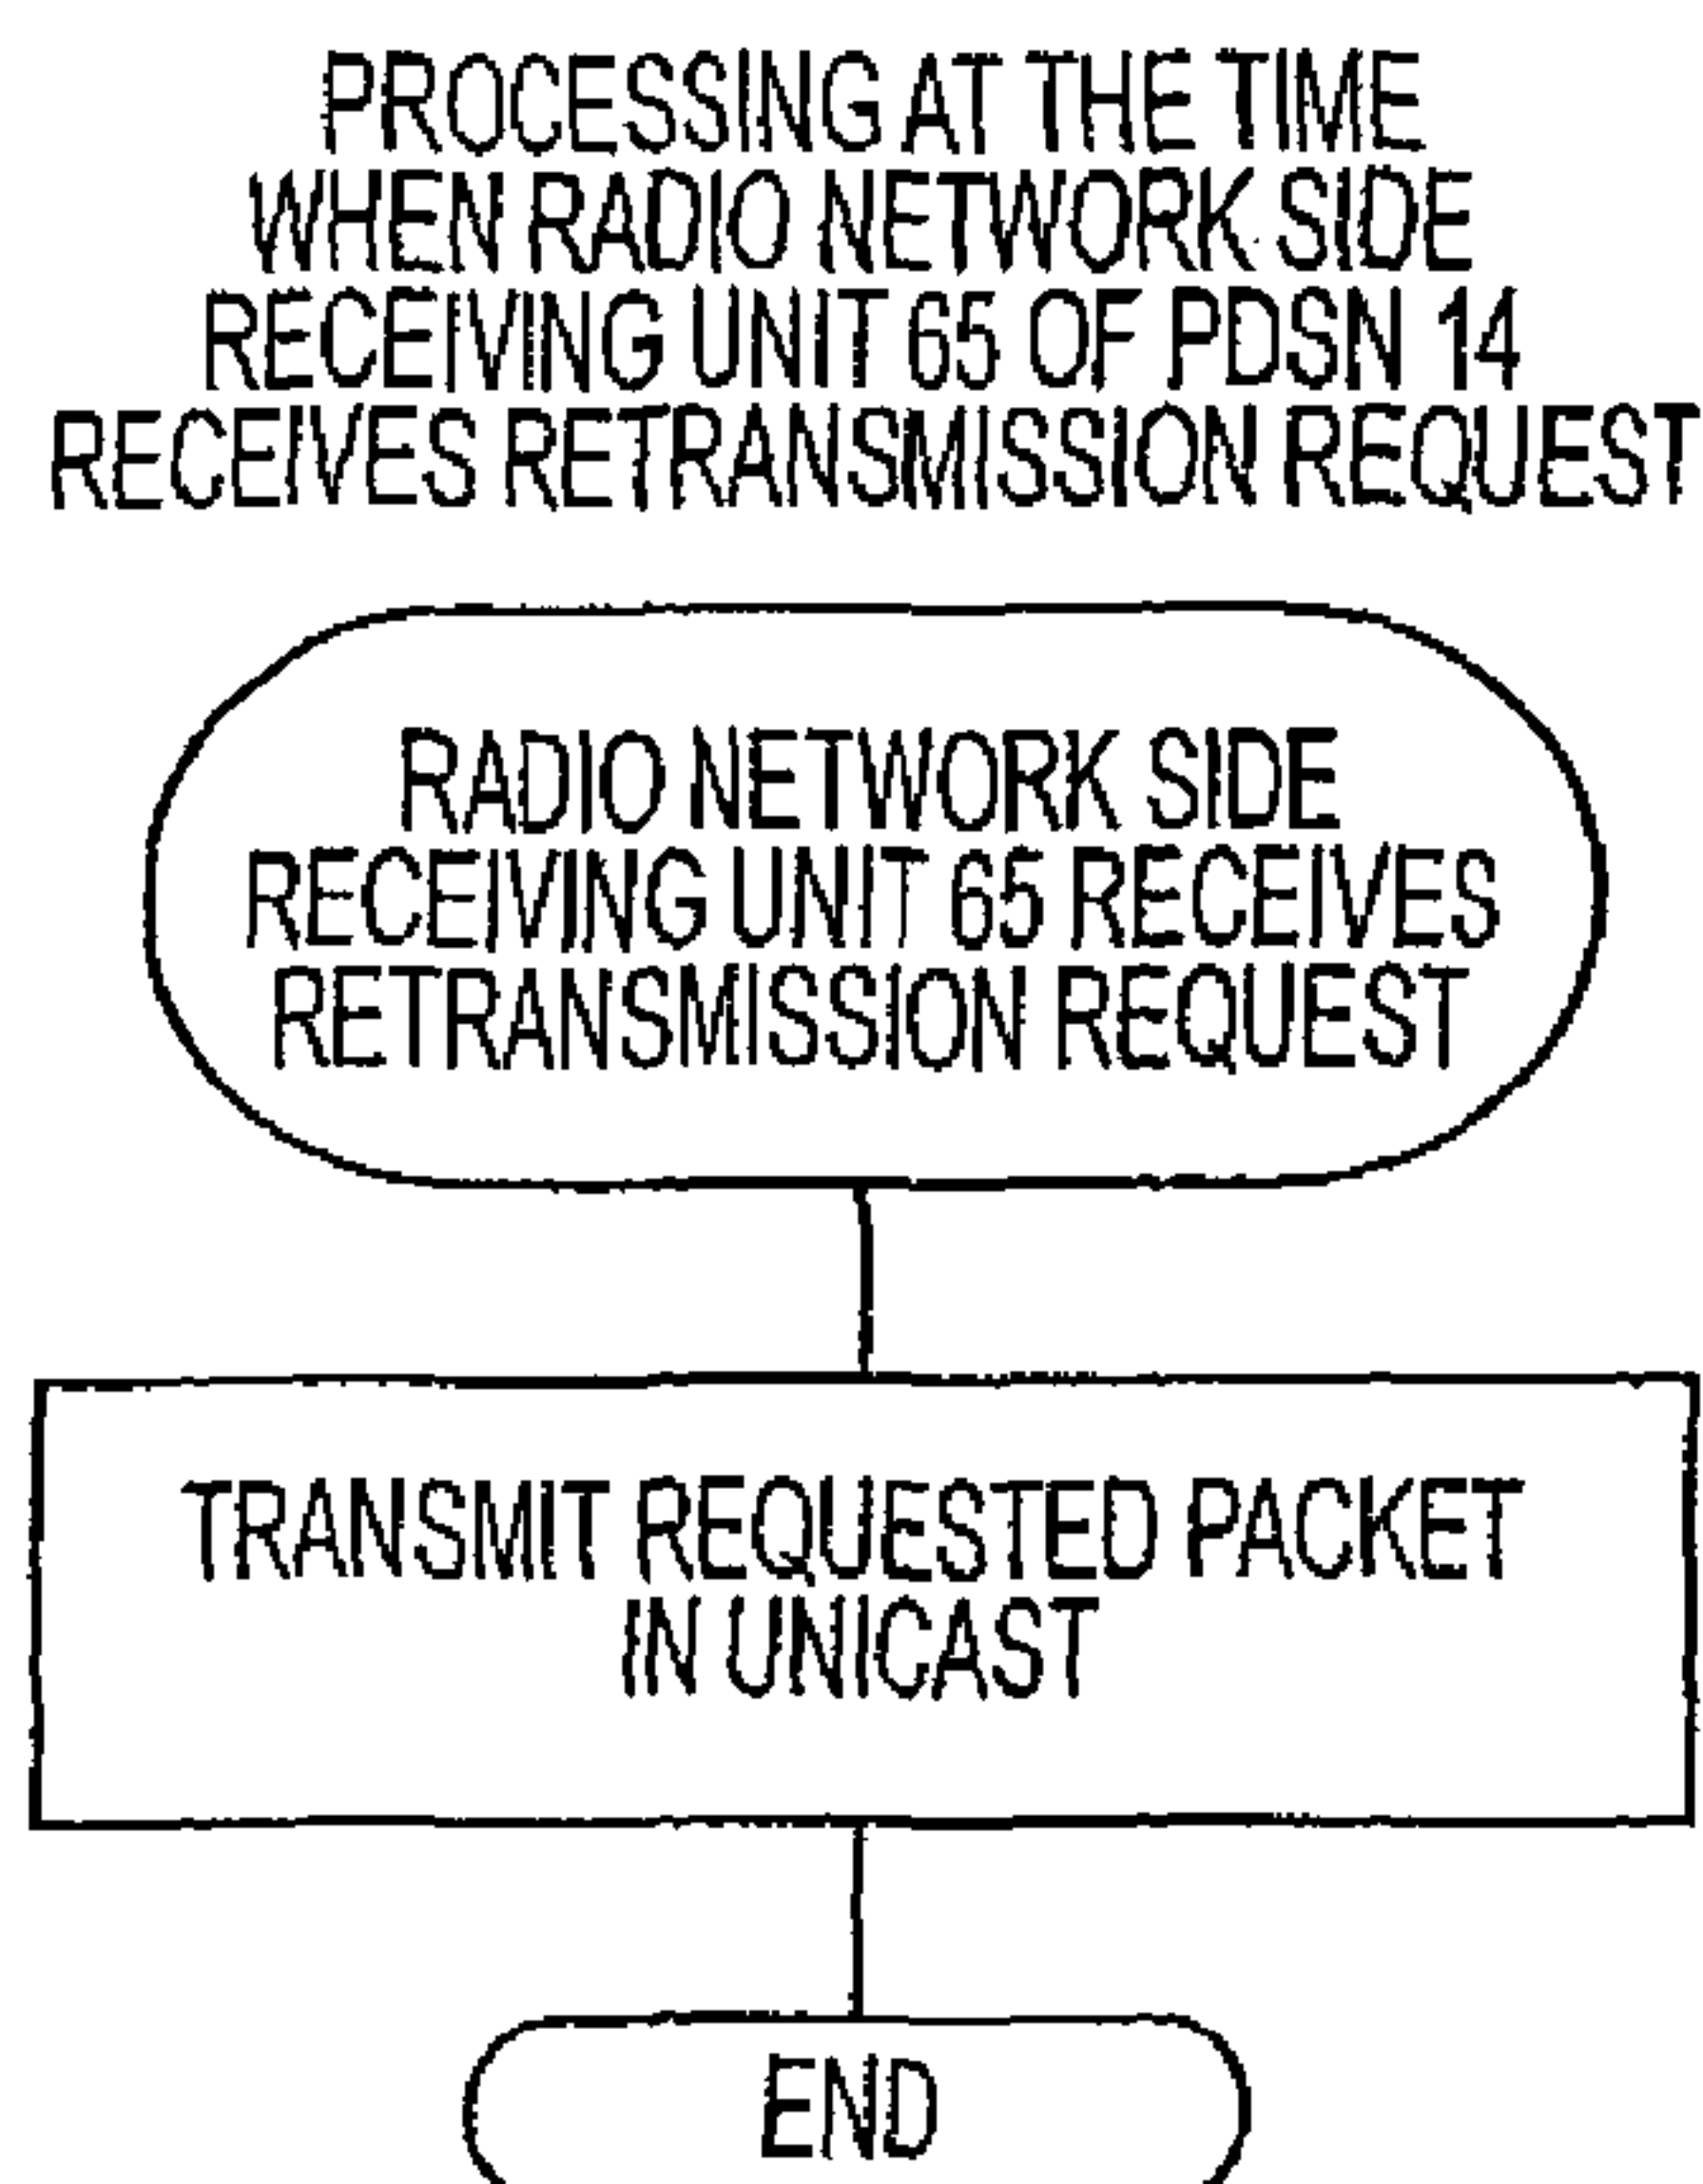 PROCESSING AT THE TIME
WHEN RADIO NETWORK SIDE
RECEIVING UNIT 65 OF PDSN 14
RECEIVES RETRANSMISSION REQUEST
RADIO NETWORK SIDE
RECEIVING UNIT 65 RECEIVES
RETRANSMISSION REQUEST
TRANSMIT REQUESTED PACKET
IN UNICAST
END